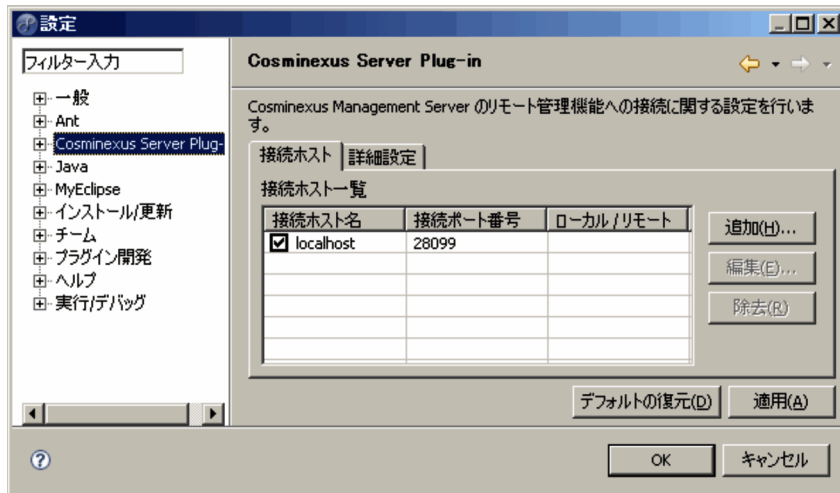 設定
フィルター入力
一般
Ant
Cosminexus Server Plug-
Java
MyEclipse
インストール/更新
チーム
プラグイン開発
ヘルプ
実行/デバッグ
Cosminexus Server Plug-in
Cosminexus Management Server のリモート管理機能への接続に関する設定を行いま
す。
接続ホスト 詳細設定
接続ホスト一覧
接続ホスト名 接続ポート番号 ローカル / リモート
localhost 28099
追加(H)...
編集(E)...
除去(R)
デフォルトの復元(D) 適用(A)
OK キャンセル